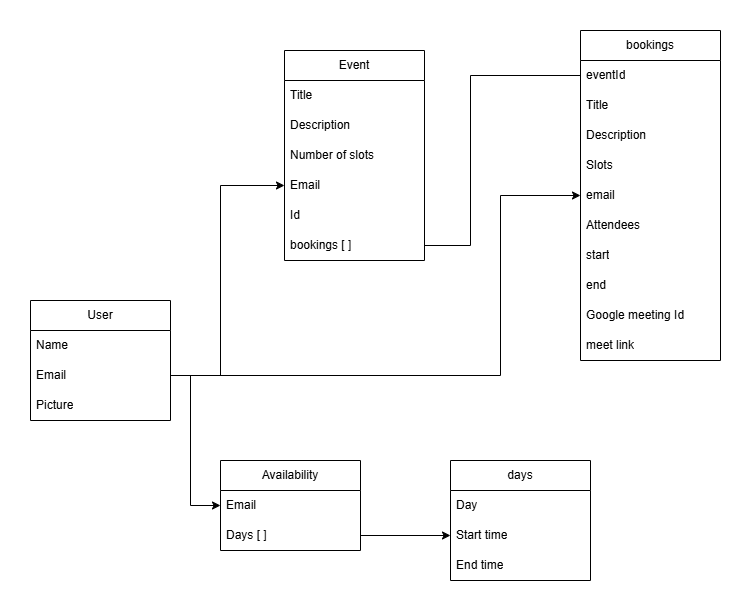 bookings
eventId
Title
Description
Slots
email
Attendees
start
end
Google meeting Id
meet link
Event
Title
Description
Number of slots
Email
Id
bookings [ ]
User
Name
Email
Picture
Availability
Email
Days [ ]
days
Day
Start time
End time